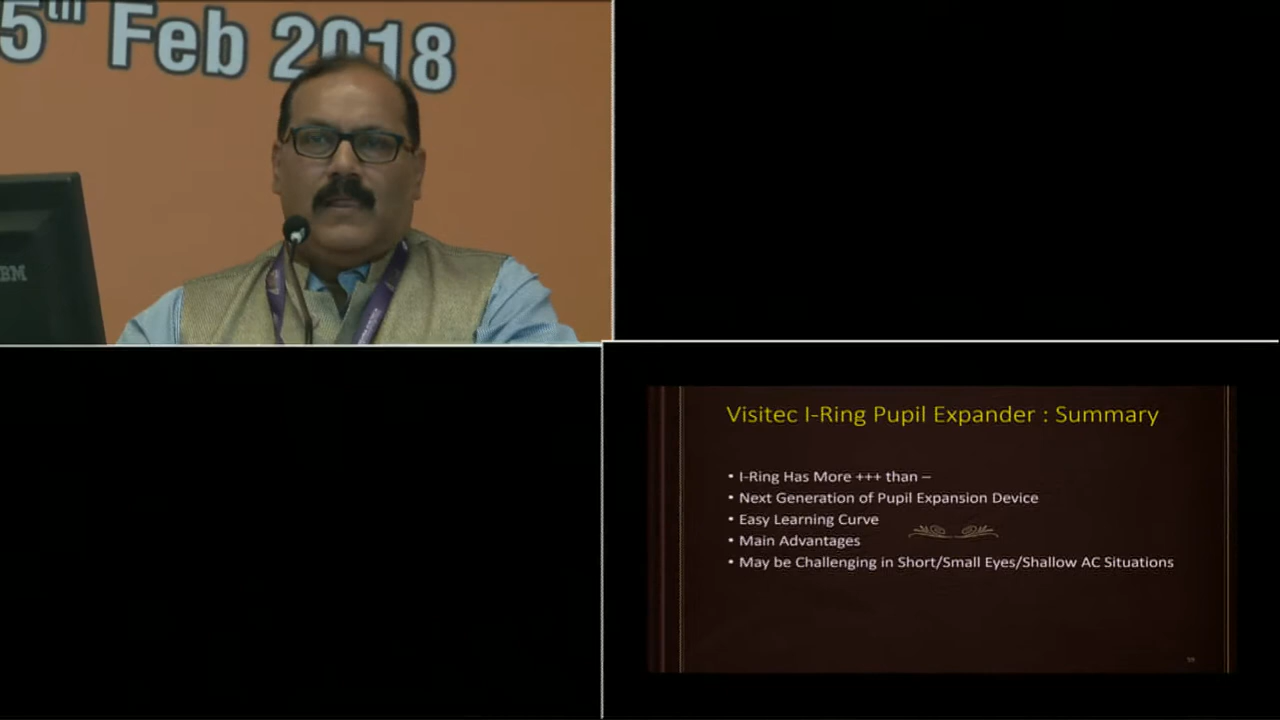 5th Feb 2018
BM
Visitec I-Ring Pupil Expander : Summary
• I-Ring Has More +++ than –
• Next Generation of Pupil Expansion Device
• Easy Learning Curve
• Main Advantages
• May be Challenging in Short/Small Eyes/Shallow AC Situations